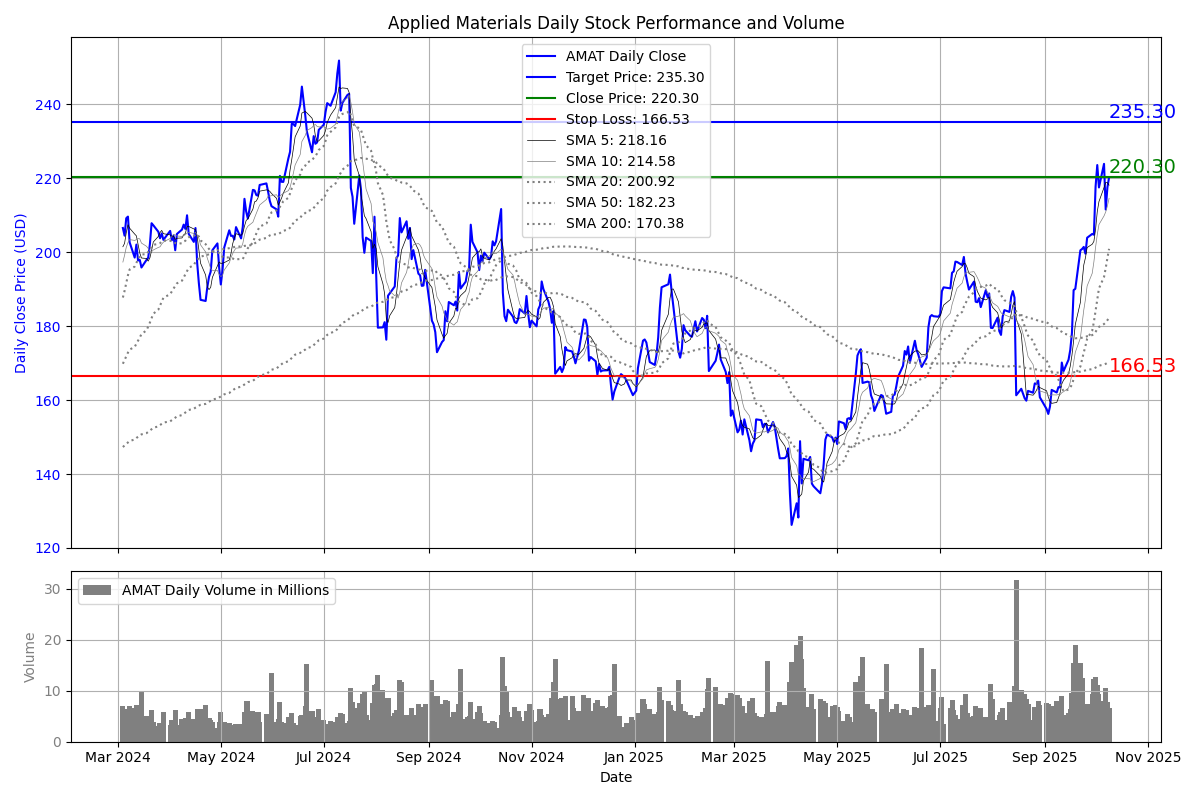 Applied Materials Daily Stock Performance and Volume
AMAT Daily Close
Target Price: 235.30
Close Price: 220.30
Stop Loss: 166.53
SMA 5: 218.16
SMA 10: 214.58
SMA 20: 200.92
SMA 50: 182.23
SMA 200: 170.38
235.30
220.30
166.53
Daily Close Price (USD)
240
220
200
180
160
140
120
AMAT Daily Volume in Millions
Volume
30
20
10
0
Mar 2024 May 2024 Jul 2024 Sep 2024 Nov 2024 Jan 2025 Mar 2025 May 2025 Jul 2025 Sep 2025 Nov 2025
Date